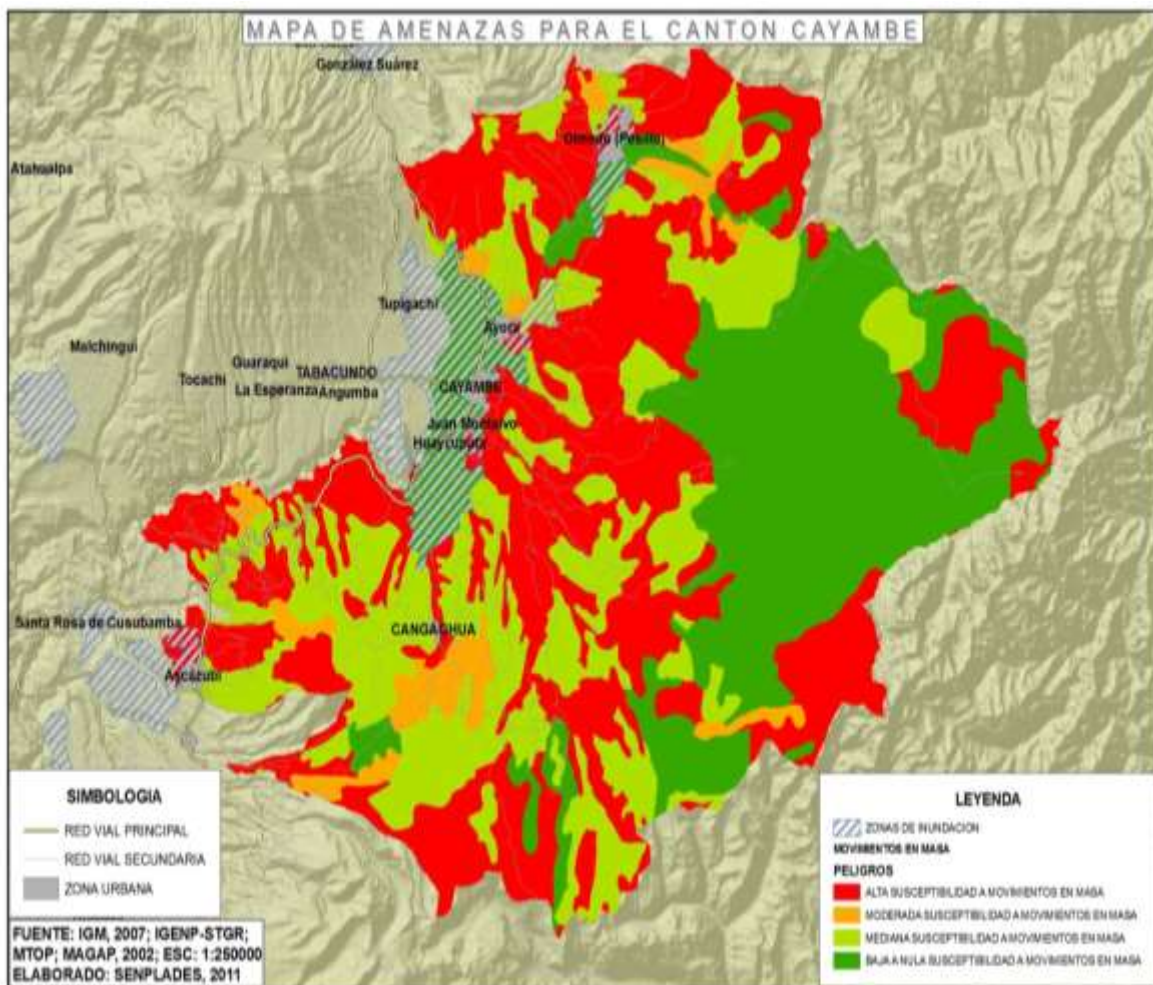 MAPA DE AMENAZAS PARA EL CANTON CAYAMBE
González Suárez
Olmedo (Pesillo)
Atahualpa
Tupigachi
Ayora
Malchingui
Guaraqui
Tocachi
TABACUNDO
La Esperanza
Angumba
CAYAMBE
Juan Montalvo
Santa Rosa de Cusubamba
CANGAGHUA
Ascázubi
SIMBOLOGIA
RED VIAL PRINCIPAL
RED VIAL SECUNDARIA
ZONA URBANA
FUENTE: IGM, 2007; IGENP-STGR;
MTOP; MAGAP, 2002; ESC: 1:250000
ELABORADO: SENPLADES, 2011
LEYENDA
ZONAS DE INUNDACION
MOVIMIENTOS EN MASA
PELIGROS
ALTA SUSCEPTIBILIDAD A MOVIMIENTOS EN MASA
MODERADA SUSCEPTIBILIDAD A MOVIMIENTOS EN MASA
MEDIANA SUSCEPTIBILIDAD A MOVIMIENTOS EN MASA
BAJA A NULA SUSCEPTIBILIDAD A MOVIMIENTOS EN MASA